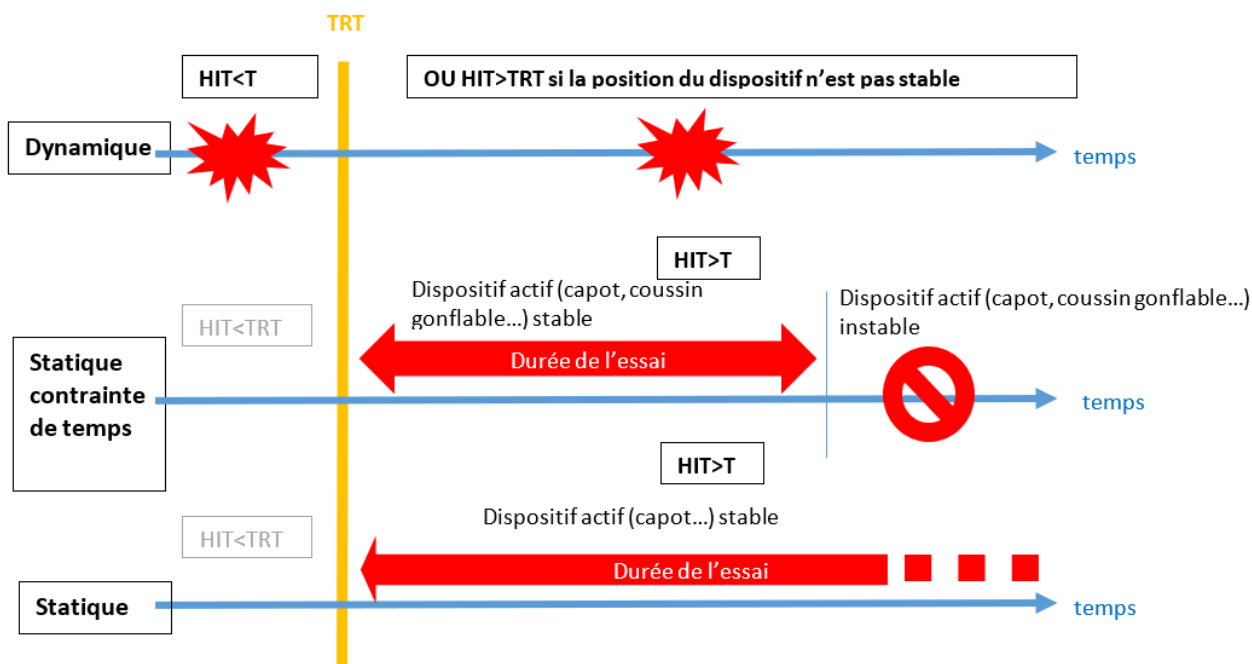 TRT
HIT<T
OU HIT>TRT si la position du dispositif n’est pas stable
Dynamique
temps
HIT>T
Dispositif actif (capot, coussin
gonflable…) stable
Dispositif actif (capot, coussin gonflable…)
instable
HIT<TRT
Durée de l’essai
Statique
contrainte
de temps
temps
HIT>T
Dispositif actif (capot…) stable
HIT<TRT
Durée de l’essai
Statique
temps